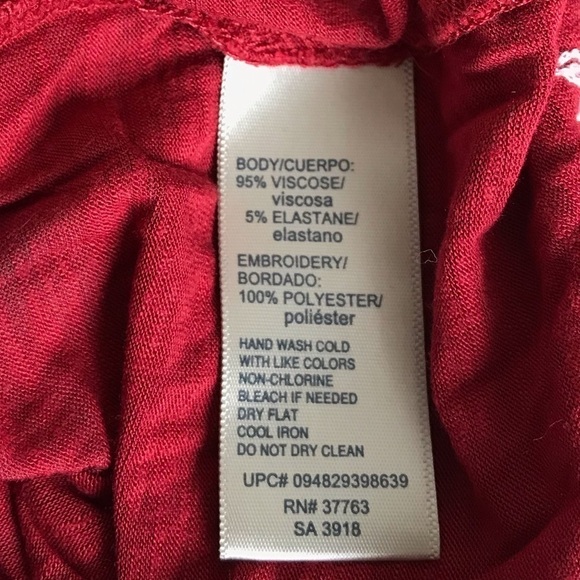 BODY/CUERPO:
95% VISCOSE/
viscosa
5% ELASTANE/
elastano
EMBROIDERY/
BORDADO:
100% POLYESTER/
poliéster
HAND WASH COLD
WITH LIKE COLORS
NON-CHLORINE
BLEACH IF NEEDED
DRY FLAT
COOL IRON
DO NOT DRY CLEAN
UPC# 094829398639
RN# 37763
SA 3918